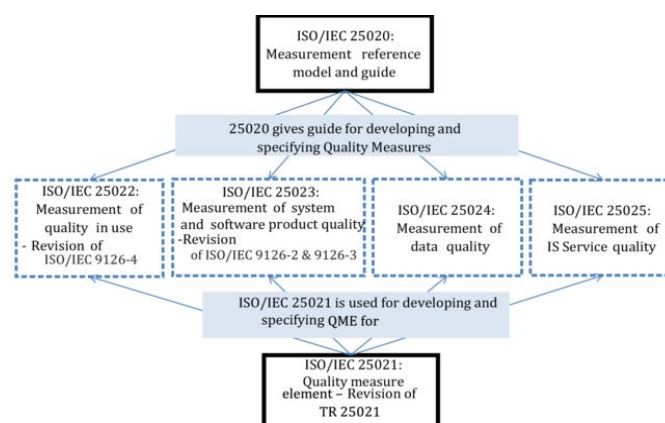 ISO/IEC 25020:
Measurement reference
model and guide
25020 gives guide for developing and
specifying Quality Measures
ISO/IEC 25022:
Measurement of
quality in use
- Revision of
ISO/IEC 9126-4
ISO/IEC 25023:
Measurement of system
and software product quality
-Revision
of ISO/IEC 9126-2 & 9126-3
ISO/IEC 25024:
Measurement of
data quality
ISO/IEC 25025:
Measurement of
IS Service quality
ISO/IEC 25021 is used for developing and
specifying QME for
ISO/IEC 25021:
Quality measure
element – Revision of
TR 25021